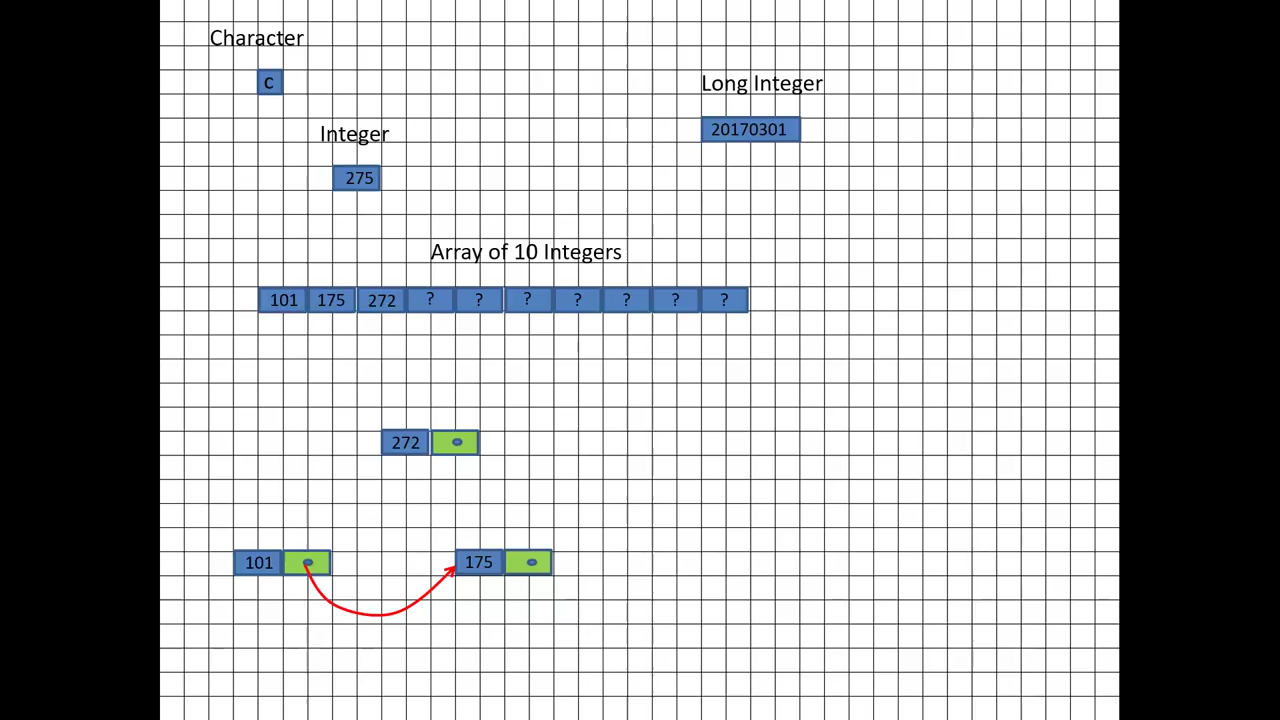 Character
c
Long Integer
20170301
Integer
275
Array of 10 Integers
101 175 272 ? ? ? ? ? ? ?
272
101 175